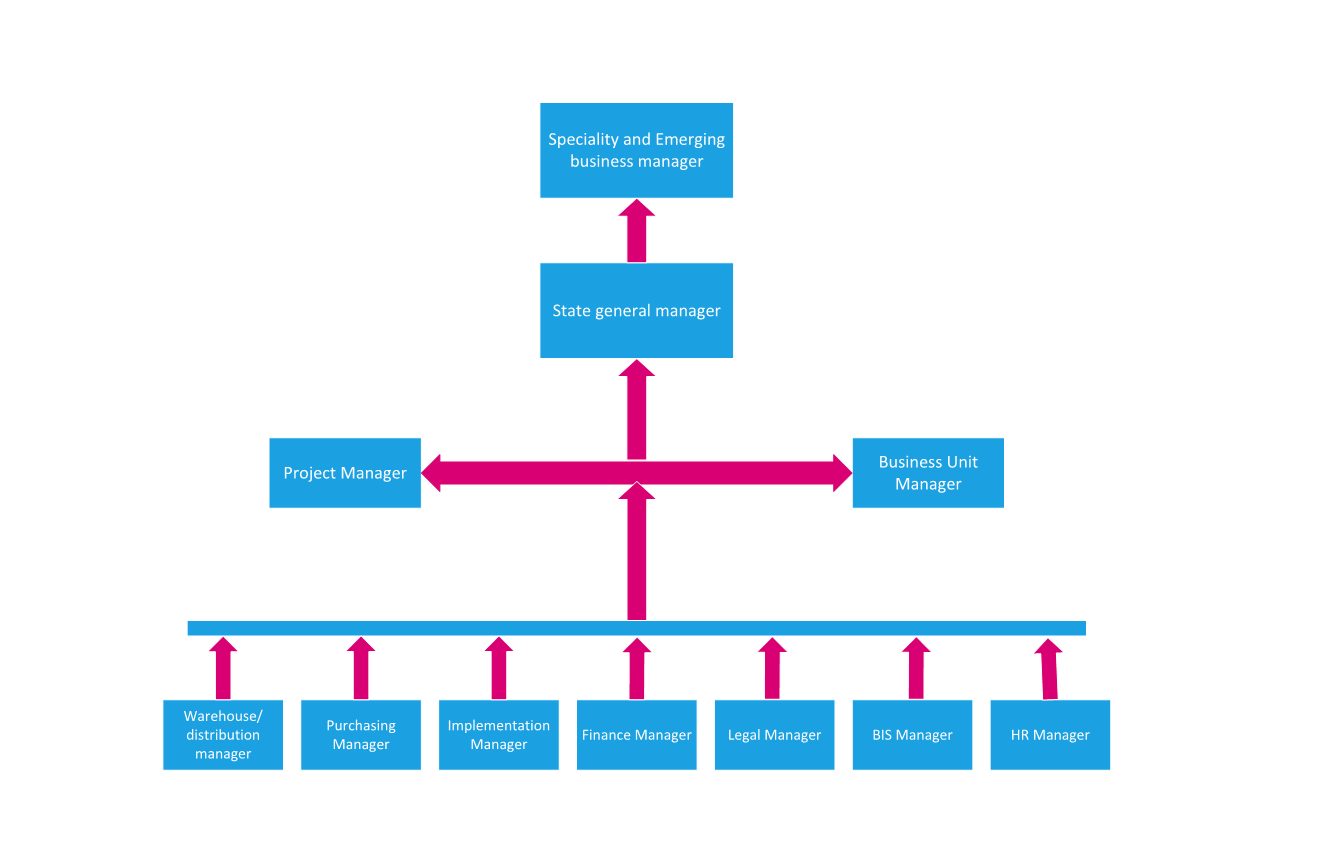 Speciality and Emerging
business manager
State general manager
Project Manager
Business Unit
Manager
Warehouse/
distribution
manager
Purchasing
Manager
Implementation
Manager
Finance Manager
Legal Manager
BIS Manager
HR Manager